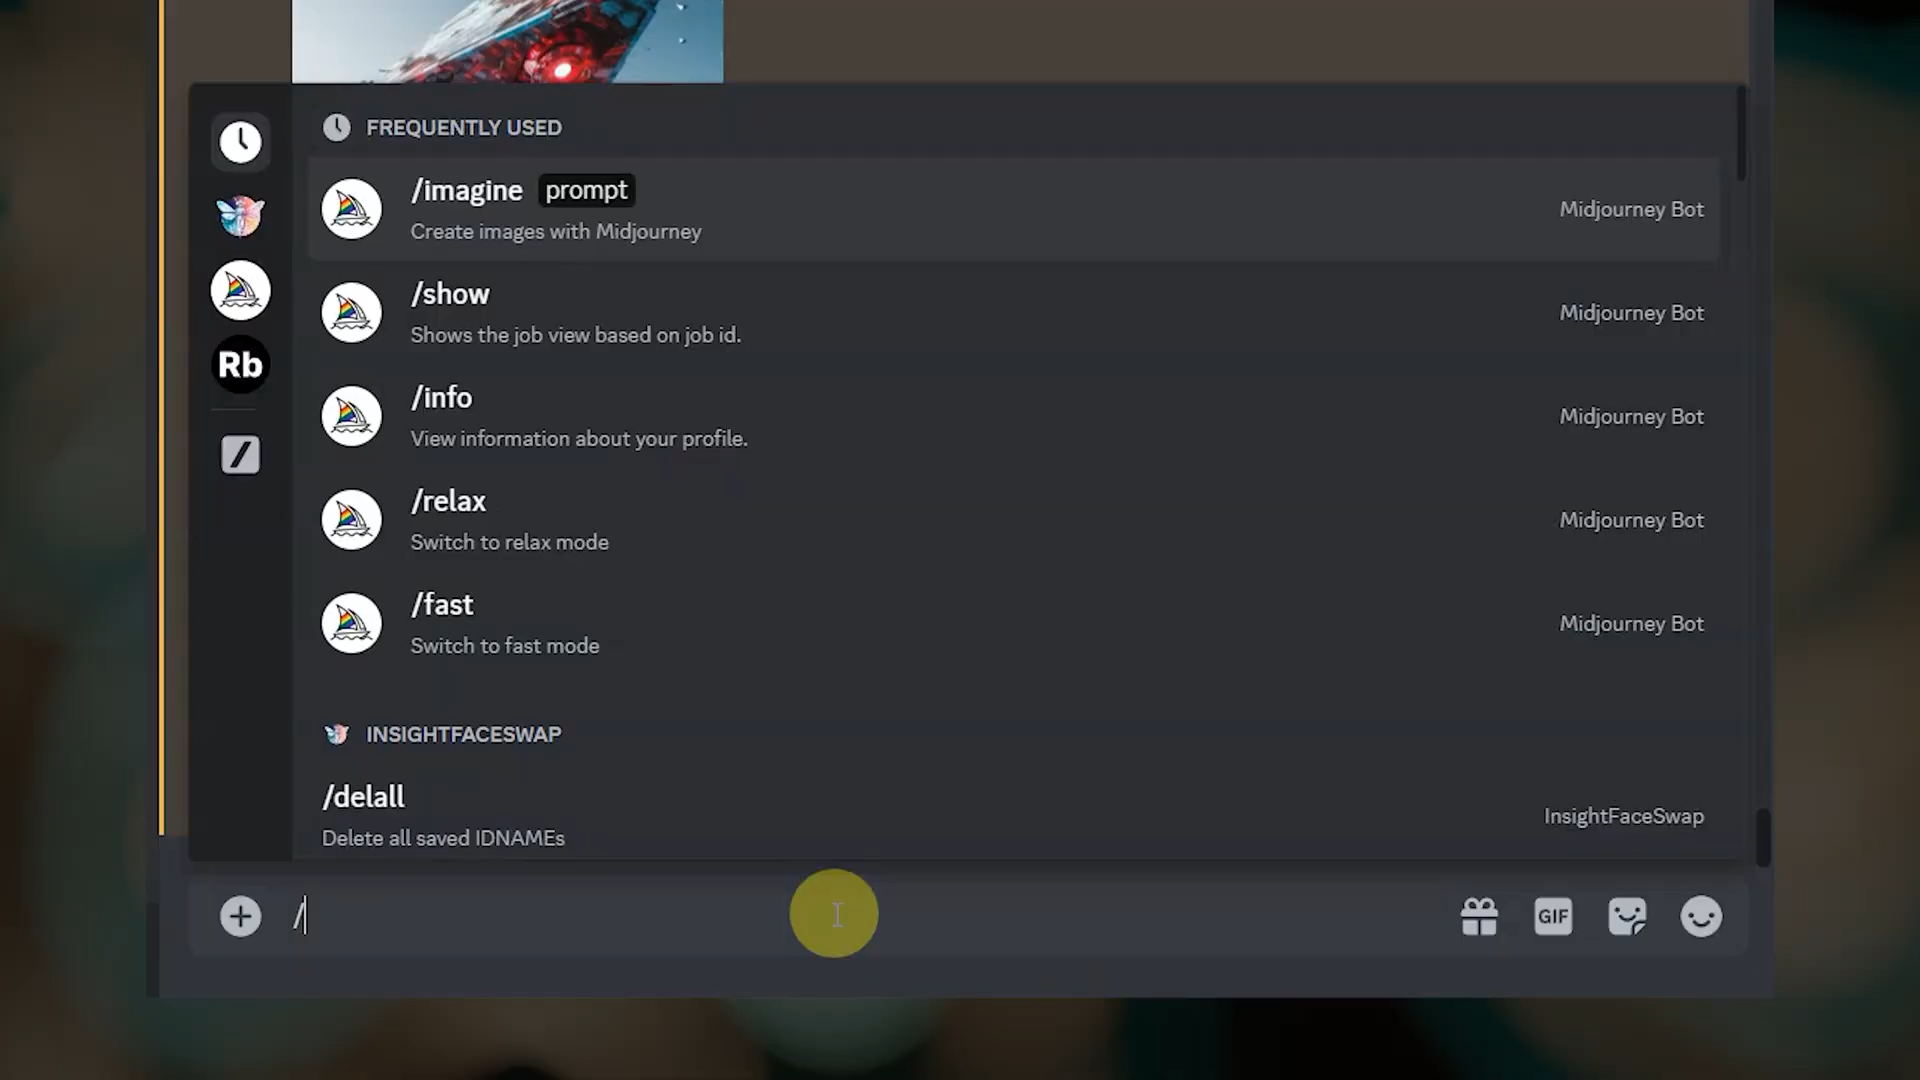 FREQUENTLY USED
/imagine prompt
Create images with Midjourney
Midjourney Bot
/show
Shows the job view based on job id.
Midjourney Bot
/info
View information about your profile.
Midjourney Bot
/relax
Switch to relax mode
Midjourney Bot
/fast
Switch to fast mode
Midjourney Bot
Rb
INSIGHTFACESWAP
/delall
Delete all saved IDNAMEs
InsightFaceSwap
/
GIF